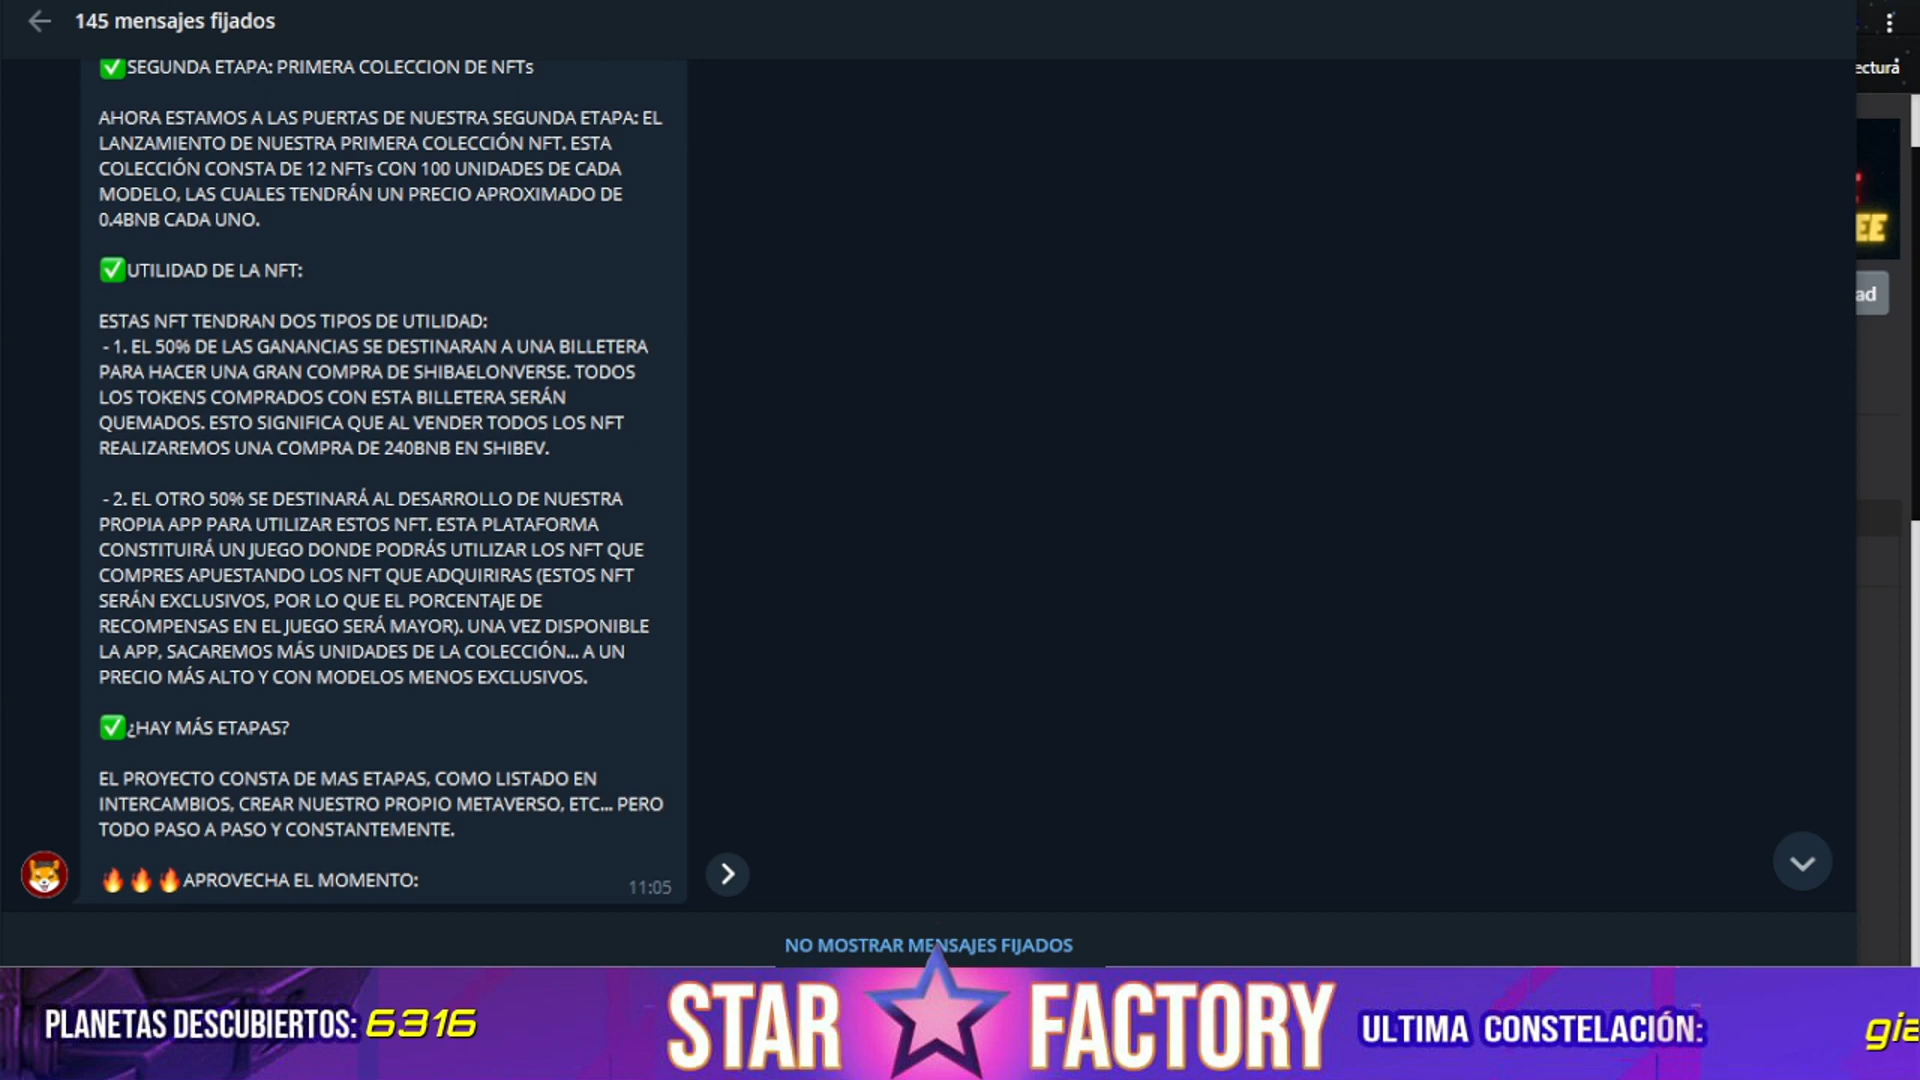 145 mensajes fijados
ectura
✅SEGUNDA ETAPA: PRIMERA COLECCION DE NFTs
AHORA ESTAMOS A LAS PUERTAS DE NUESTRA SEGUNDA ETAPA: EL
LANZAMIENTO DE NUESTRA PRIMERA COLECCIÓN NFT. ESTA
COLECCIÓN CONSTA DE 12 NFTs CON 100 UNIDADES DE CADA
MODELO, LAS CUALES TENDRÁN UN PRECIO APROXIMADO DE
0.4BNB CADA UNO.
EE
✅UTILIDAD DE LA NFT:
ad
ESTAS NFT TENDRAN DOS TIPOS DE UTILIDAD:
- 1. EL 50% DE LAS GANANCIAS SE DESTINARAN A UNA BILLETERA
PARA HACER UNA GRAN COMPRA DE SHIBAELONVERSE. TODOS
LOS TOKENS COMPRADOS CON ESTA BILLETERA SERÁN
QUEMADOS. ESTO SIGNIFICA QUE AL VENDER TODOS LOS NFT
REALIZAREMOS UNA COMPRA DE 240BNB EN SHIBEV.
- 2. EL OTRO 50% SE DESTINARÁ AL DESARROLLO DE NUESTRA
PROPIA APP PARA UTILIZAR ESTOS NFT. ESTA PLATAFORMA
CONSTITUIRÁ UN JUEGO DONDE PODRÁS UTILIZAR LOS NFT QUE
COMPRES APUESTANDO LOS NFT QUE ADQUIRIRAS (ESTOS NFT
SERÁN EXCLUSIVOS, POR LO QUE EL PORCENTAJE DE
RECOMPENSAS EN EL JUEGO SERÁ MAYOR). UNA VEZ DISPONIBLE
LA APP, SACAREMOS MÁS UNIDADES DE LA COLECCIÓN... A UN
PRECIO MÁS ALTO Y CON MODELOS MENOS EXCLUSIVOS.
✅¿HAY MÁS ETAPAS?
EL PROYECTO CONSTA DE MAS ETAPAS, COMO LISTADO EN
INTERCAMBIOS, CREAR NUESTRO PROPIO METAVERSO, ETC... PERO
TODO PASO A PASO Y CONSTANTEMENTE.
🔥🔥🔥APROVECHA EL MOMENTO:
11:05
NO MOSTRAR MENSAJES FIJADOS
PLANETAS DESCUBIERTOS: 6316
STAR FACTORY
ULTIMA CONSTELACIÓN:
gia